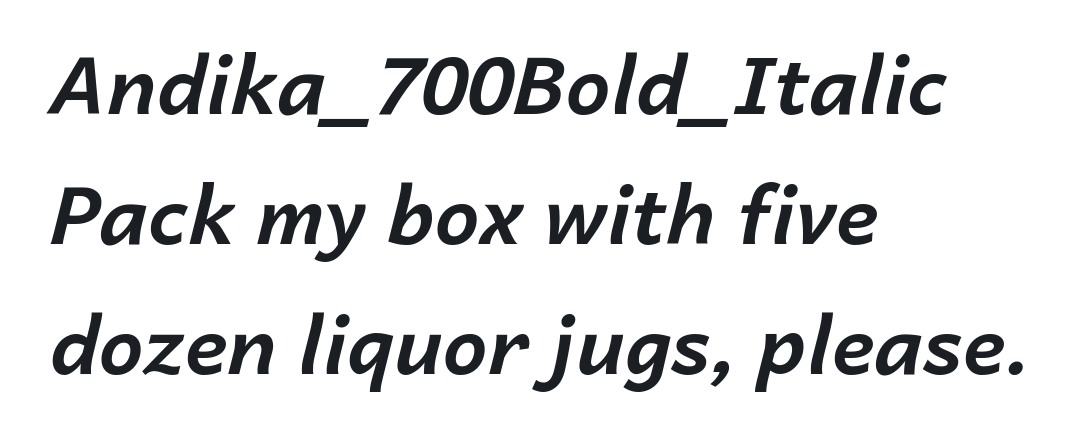 Andika_700Bold_Italic
Pack my box with five
dozen liquor jugs, please.